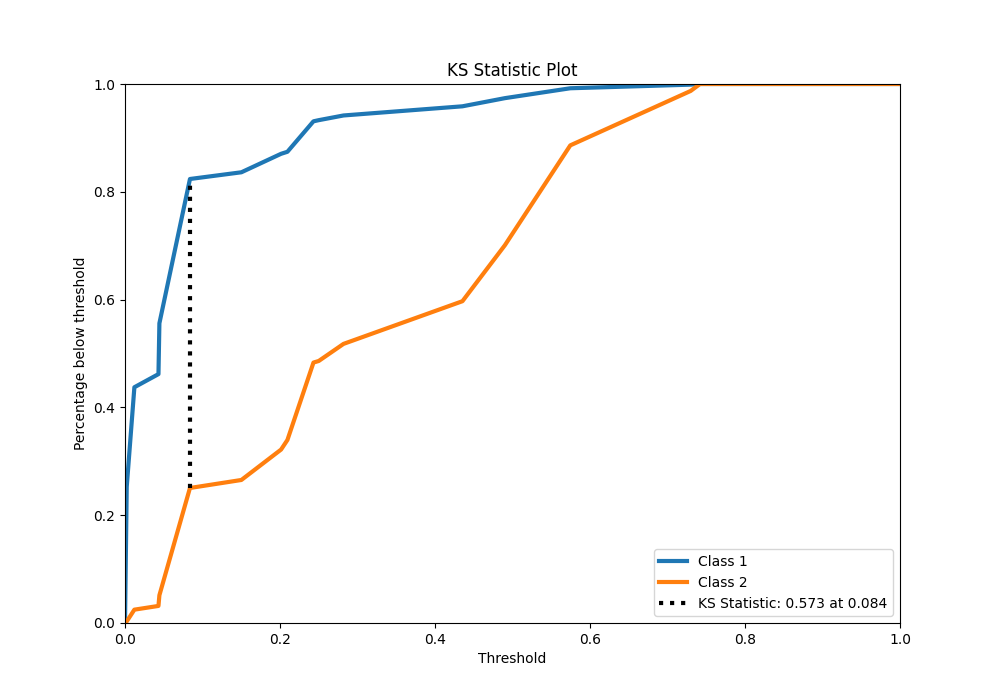 KS Statistic Plot
1.0
0.8
0.6
0.4
0.2
0.0
Percentage below threshold
0.0 0.2 0.4 0.6 0.8 1.0
Threshold
Class 1
Class 2
KS Statistic: 0.573 at 0.084